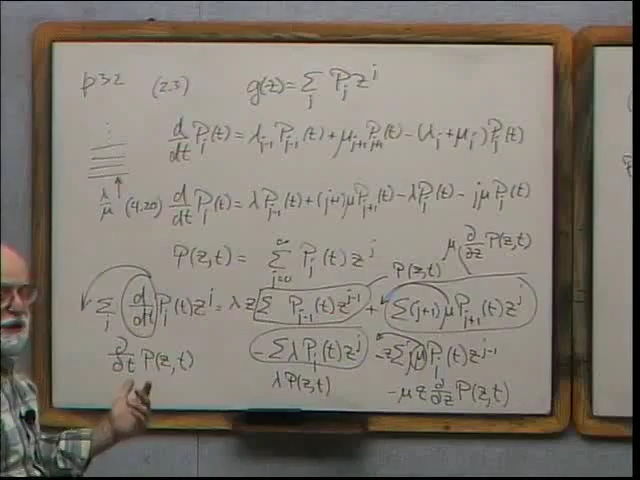 p32 (2.3) g(z) = Σ_j P_j z^j
d/dt P_j(t) = λ_{j-1} P_{j-1}(t) + μ_{j+1} P_{j+1}(t) - (λ_j + μ_j) P_j(t)
λ/μ (4.20) d/dt P_j(t) = λ P_{j-1}(t) + (j+1) μ P_{j+1}(t) - λ P_j(t) - j μ P_j(t)
P(z,t) = Σ_{j=0}^∞ P_j(t) z^j
P(z,t) μ ∂/∂z P(z,t)
Σ_j d/dt P_j(t) z^j = λ z Σ P_{j-1}(t) z^{j-1} + Σ (j+1) μ P_{j+1}(t) z^j
∂/∂t P(z,t) - Σ λ P_j(t) z^j - z Σ j μ P_j(t) z^{j-1}
λ P(z,t) - μ z ∂/∂z P(z,t)